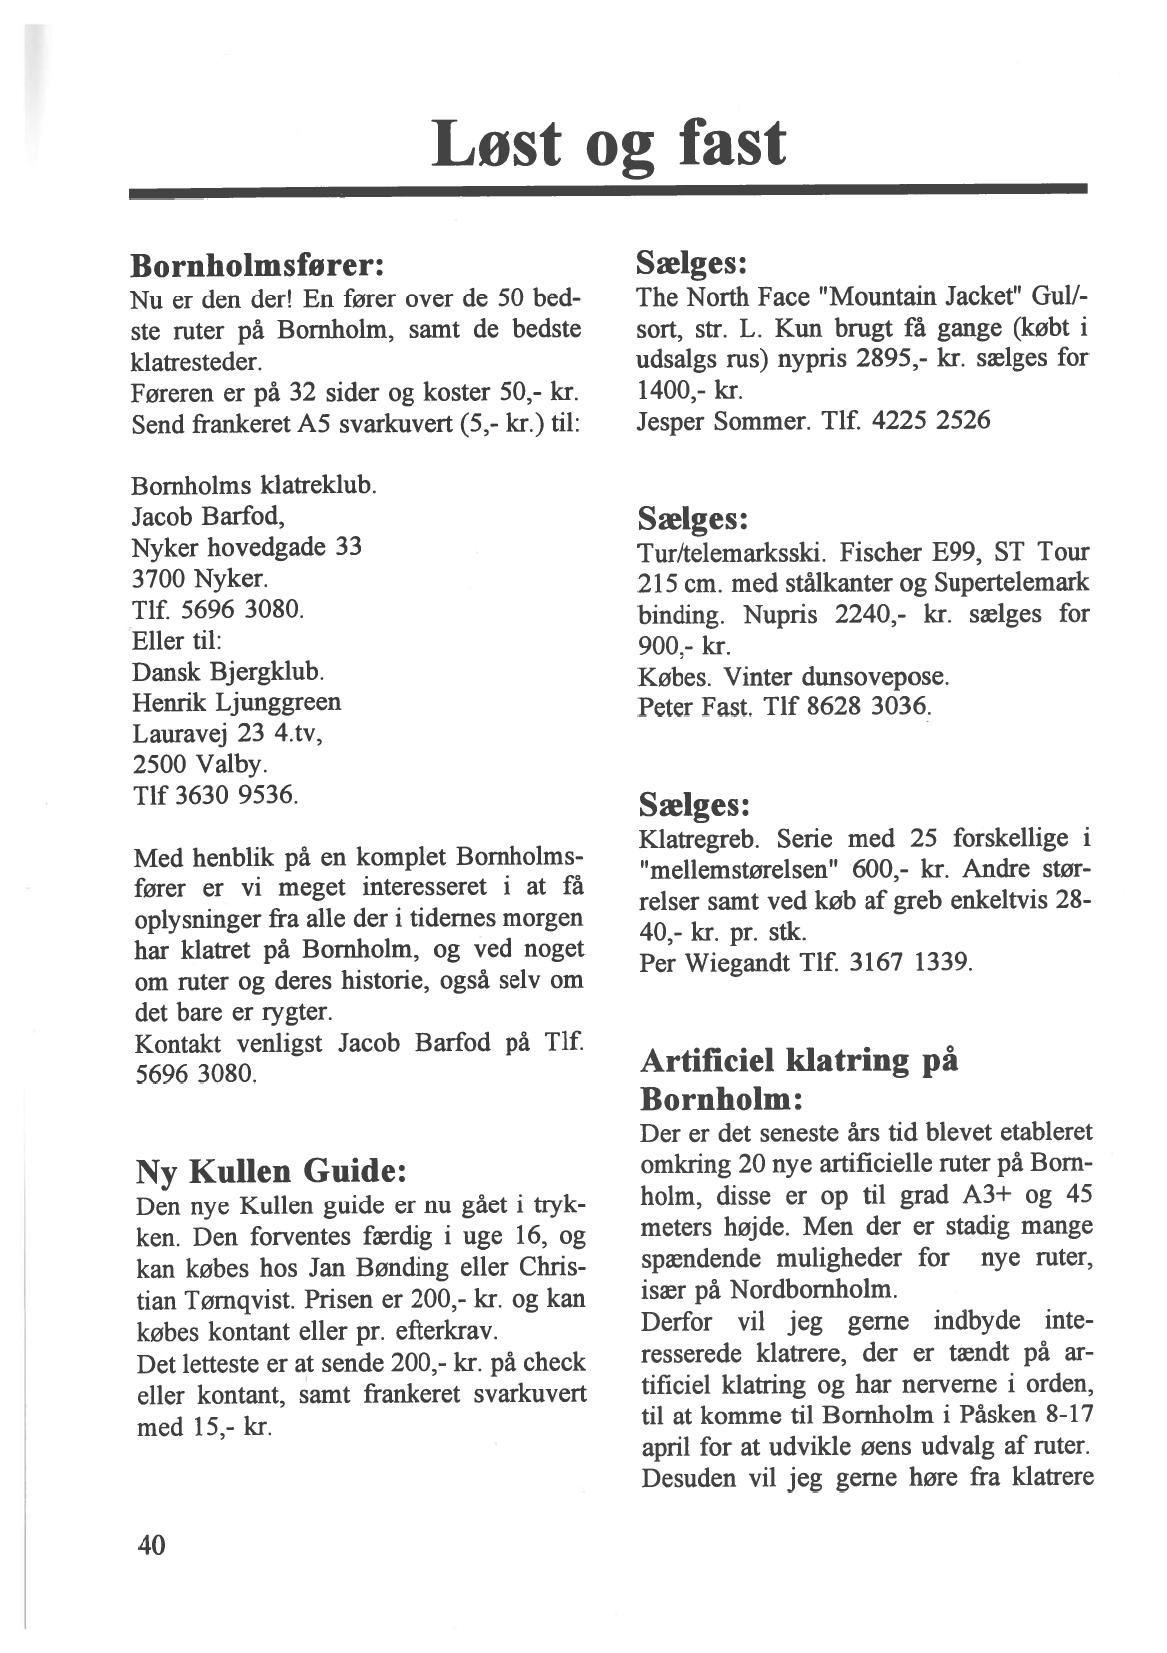 Løst og fast
Bornholmsfører:
Nu er den der! En fører over de 50 bed-
ste ruter på Bornholm, samt de bedste
klatresteder.
Føreren er på 32 sider og koster 50,- kr.
Send frankeret A5 svarkuvert (5,- kr.) til:
Bornholms klatreklub.
Jacob Barfod,
Nyker hovedgade 33
3700 Nyker.
Tlf. 5696 3080.
Eller til:
Dansk Bjergklub.
Henrik Ljunggreen
Lauravej 23 4.tv,
2500 Valby.
Tlf 3630 9536.
Med henblik på en komplet Bornholms-
fører er vi meget interesseret i at få
oplysninger fra alle der i tidernes morgen
har klatret på Bornholm, og ved noget
om ruter og deres historie, også selv om
det bare er rygter.
Kontakt venligst Jacob Barfod på Tlf.
5696 3080.
Ny Kullen Guide:
Den nye Kullen guide er nu gået i tryk-
ken. Den forventes færdig i uge 16, og
kan købes hos Jan Bønding eller Chris-
tian Tørnqvist. Prisen er 200,- kr. og kan
købes kontant eller pr. efterkrav.
Det letteste er at sende 200,- kr. på check
eller kontant, samt frankeret svarkuvert
med 15,- kr.
Sælges:
The North Face "Mountain Jacket" Gul/-
sort, str. L. Kun brugt få gange (købt i
udsalgs rus) nypris 2895,- kr. sælges for
1400,- kr.
Jesper Sommer. Tlf. 4225 2526
Sælges:
Tur/telemarksski. Fischer E99, ST Tour
215 cm. med stålkanter og Supertelemark
binding. Nupris 2240,- kr. sælges for
900,- kr.
Købes. Vinter dunsovepose.
Peter Fast. Tlf 8628 3036.
Sælges:
Klatregreb. Serie med 25 forskellige i
"mellemstørelsen" 600,- kr. Andre stør-
relser samt ved køb af greb enkeltvis 28-
40,- kr. pr. stk.
Per Wiegandt Tlf. 3167 1339.
Artificiel klatring på
Bornholm:
Der er det seneste års tid blevet etableret
omkring 20 nye artificielle ruter på Born-
holm, disse er op til grad A3+ og 45
meters højde. Men der er stadig mange
spændende muligheder for nye ruter,
især på Nordbornholm.
Derfor vil jeg gerne indbyde inte-
resserede klatrere, der er tændt på ar-
tificiel klatring og har nerverne i orden,
til at komme til Bornholm i Påsken 8-17
april for at udvikle øens udvalg af ruter.
Desuden vil jeg gerne høre fra klatrere
40